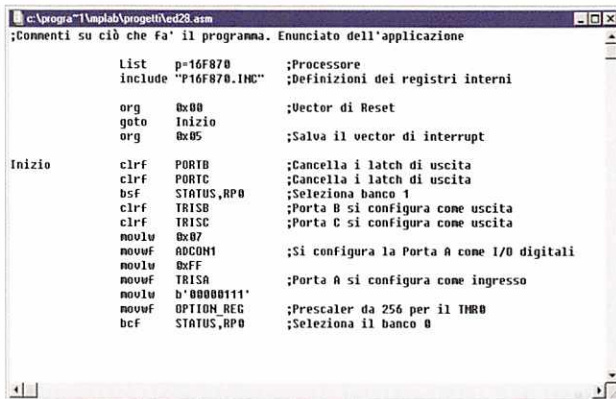 c:\progra~1\mplab\progetti\ed28.asm
;Commenti su ciò che fa' il programma. Enunciato dell'applicazione
List p=16F870 ;Processore
include "P16F870.INC" ;Definizioni dei registri interni
org 0x00 ;Vector di Reset
goto Inizio
org 0x05 ;Salva il vector di interrupt
Inizio clrf PORTB ;Cancella i latch di uscita
clrf PORTC ;Cancella i latch di uscita
bsf STATUS,RP0 ;Seleziona banco 1
clrf TRISB ;Porta B si configura come uscita
clrf TRISC ;Porta C si configura come uscita
movlw 0x07
movwf ADCON1 ;Si configura la Porta A come I/O digitali
movlw 0xFF
movwf TRISA ;Porta A si configura come ingresso
movlw b'00000111'
movwf OPTION_REG ;Prescaler da 256 per il TMR0
bcf STATUS,RP0 ;Seleziona il banco 0